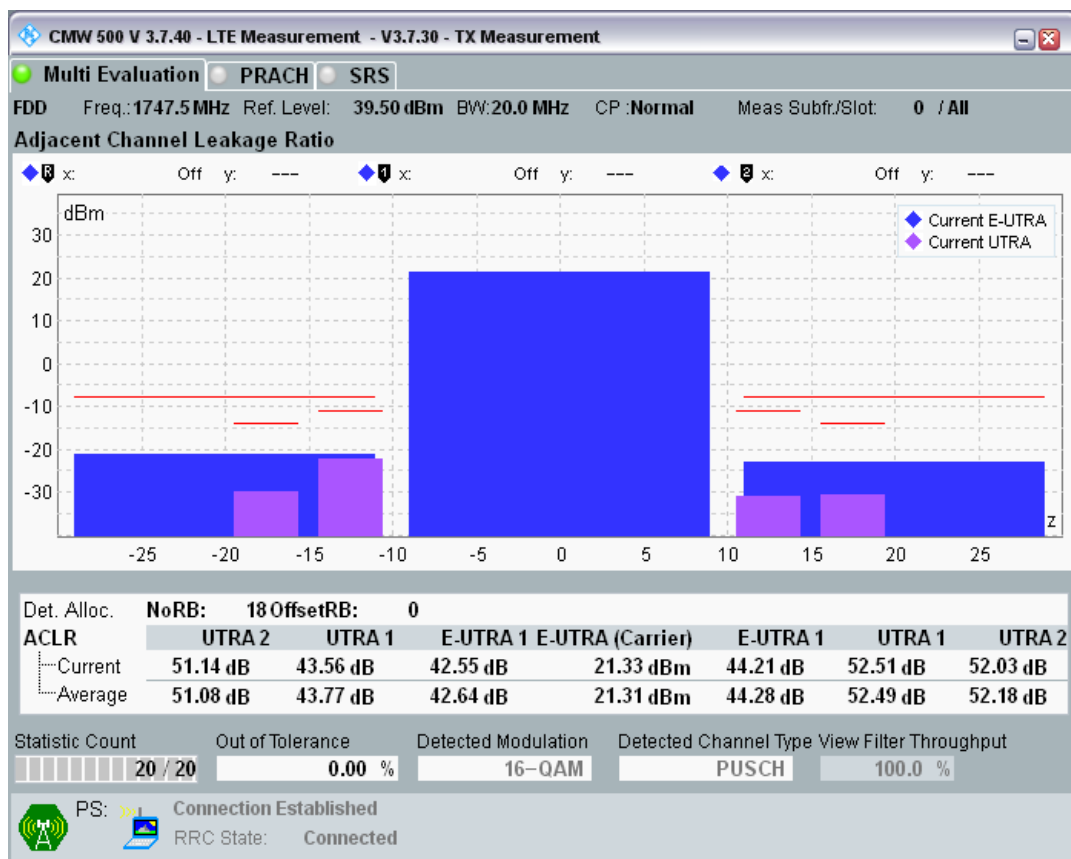 CMW 500 V 3.7.40 - LTE Measurement - V3.7.30 - TX Measurement
Multi Evaluation PRACH SRS
FDD Freq.: 1747.5 MHz Ref. Level: 39.50 dBm BW: 20.0 MHz CP : Normal Meas Subfr./Slot: 0 / All
Adjacent Channel Leakage Ratio
R x: Off y: --- 1 x: Off y: --- 2 x: Off y: ---
dBm
Current E-UTRA
Current UTRA
30
20
10
0
-10
-20
-30
z
-25 -20 -15 -10 -5 0 5 10 15 20 25
Det. Alloc. NoRB: 18 OffsetRB: 0
ACLR UTRA 2 UTRA 1 E-UTRA 1 E-UTRA (Carrier) E-UTRA 1 UTRA 1 UTRA 2
Current 51.14 dB 43.56 dB 42.55 dB 21.33 dBm 44.21 dB 52.51 dB 52.03 dB
Average 51.08 dB 43.77 dB 42.64 dB 21.31 dBm 44.28 dB 52.49 dB 52.18 dB
Statistic Count Out of Tolerance Detected Modulation Detected Channel Type View Filter Throughput
20 / 20 0.00 % 16-QAM PUSCH 100.0 %
PS: Connection Established
RRC State: Connected